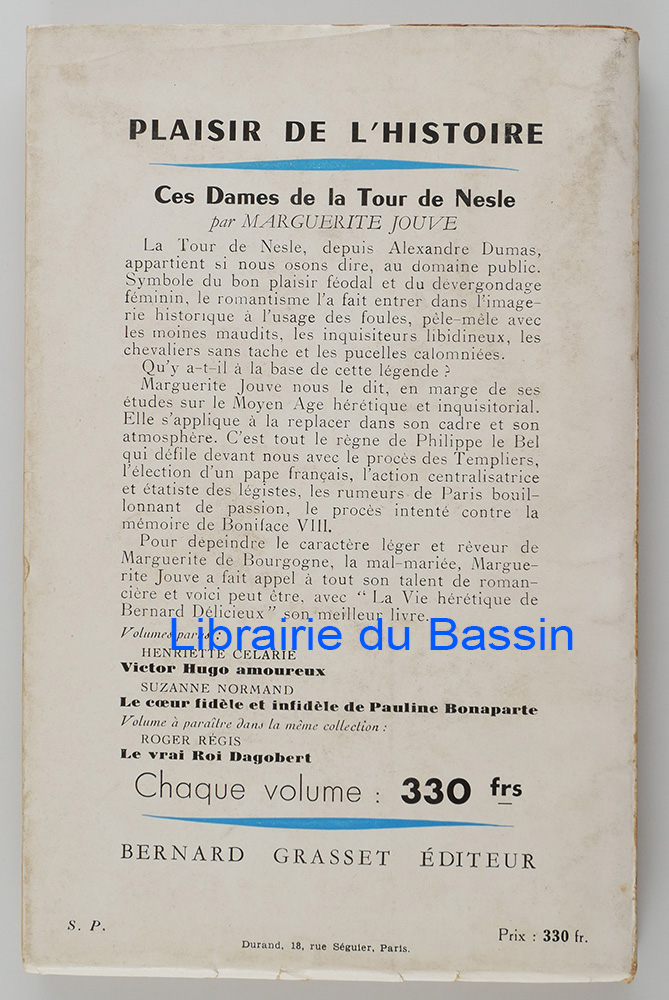 PLAISIR DE L'HISTOIRE
Ces Dames de la Tour de Nesle
par MARGUERITE JOUVE
La Tour de Nesle, depuis Alexandre Dumas,
appartient si nous osons dire, au domaine public.
Symbole du bon plaisir féodal et du dévergondage
féminin, le romantisme l'a fait entrer dans l'image-
rie historique à l'usage des foules, pêle-mêle avec
les moines maudits, les inquisiteurs libidineux, les
chevaliers sans tache et les pucelles calomniées.
Qu'y a-t-il à la base de cette légende ?
Marguerite Jouve nous le dit, en marge de ses
études sur le Moyen Age hérétique et inquisitorial.
Elle s'applique à la replacer dans son cadre et son
atmosphère. C'est tout le règne de Philippe le Bel
qui défile devant nous avec le procès des Templiers,
l'élection d'un pape français, l'action centralisatrice
et étatiste des légistes, les rumeurs de Paris bouil-
lonnant de passion, le procès intenté contre la
mémoire de Boniface VIII.
Pour dépeindre le caractère léger et rêveur de
Marguerite de Bourgogne, la mal-mariée, Margue-
rite Jouve a fait appel à tout son talent de roman-
cière et voici peut être, avec “ La Vie hérétique de
Bernard Délicieux ” son meilleur livre.
Librairie du Bassin
Volumes parus :
HENRIETTE CELARIE
Victor Hugo amoureux
SUZANNE NORMAND
Le cœur fidèle et infidèle de Pauline Bonaparte
Volume à paraître dans la même collection :
ROGER RÉGIS
Le vrai Roi Dagobert
Chaque volume : 330 frs
BERNARD GRASSET ÉDITEUR
S. P.
Prix : 330 fr.
Durand, 18, rue Séguier, Paris.